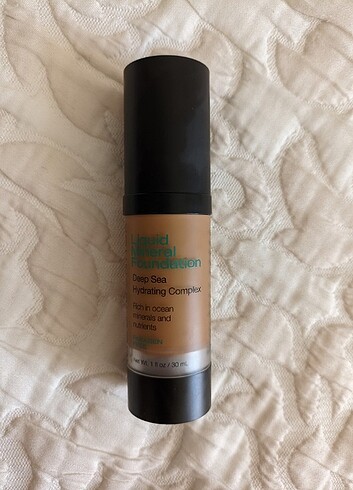 Liquid
Mineral
Foundation
Deep Sea
Hydrating Complex
Rich in ocean
minerals and
nutrients
Net Wt. 1 fl oz / 30 mL